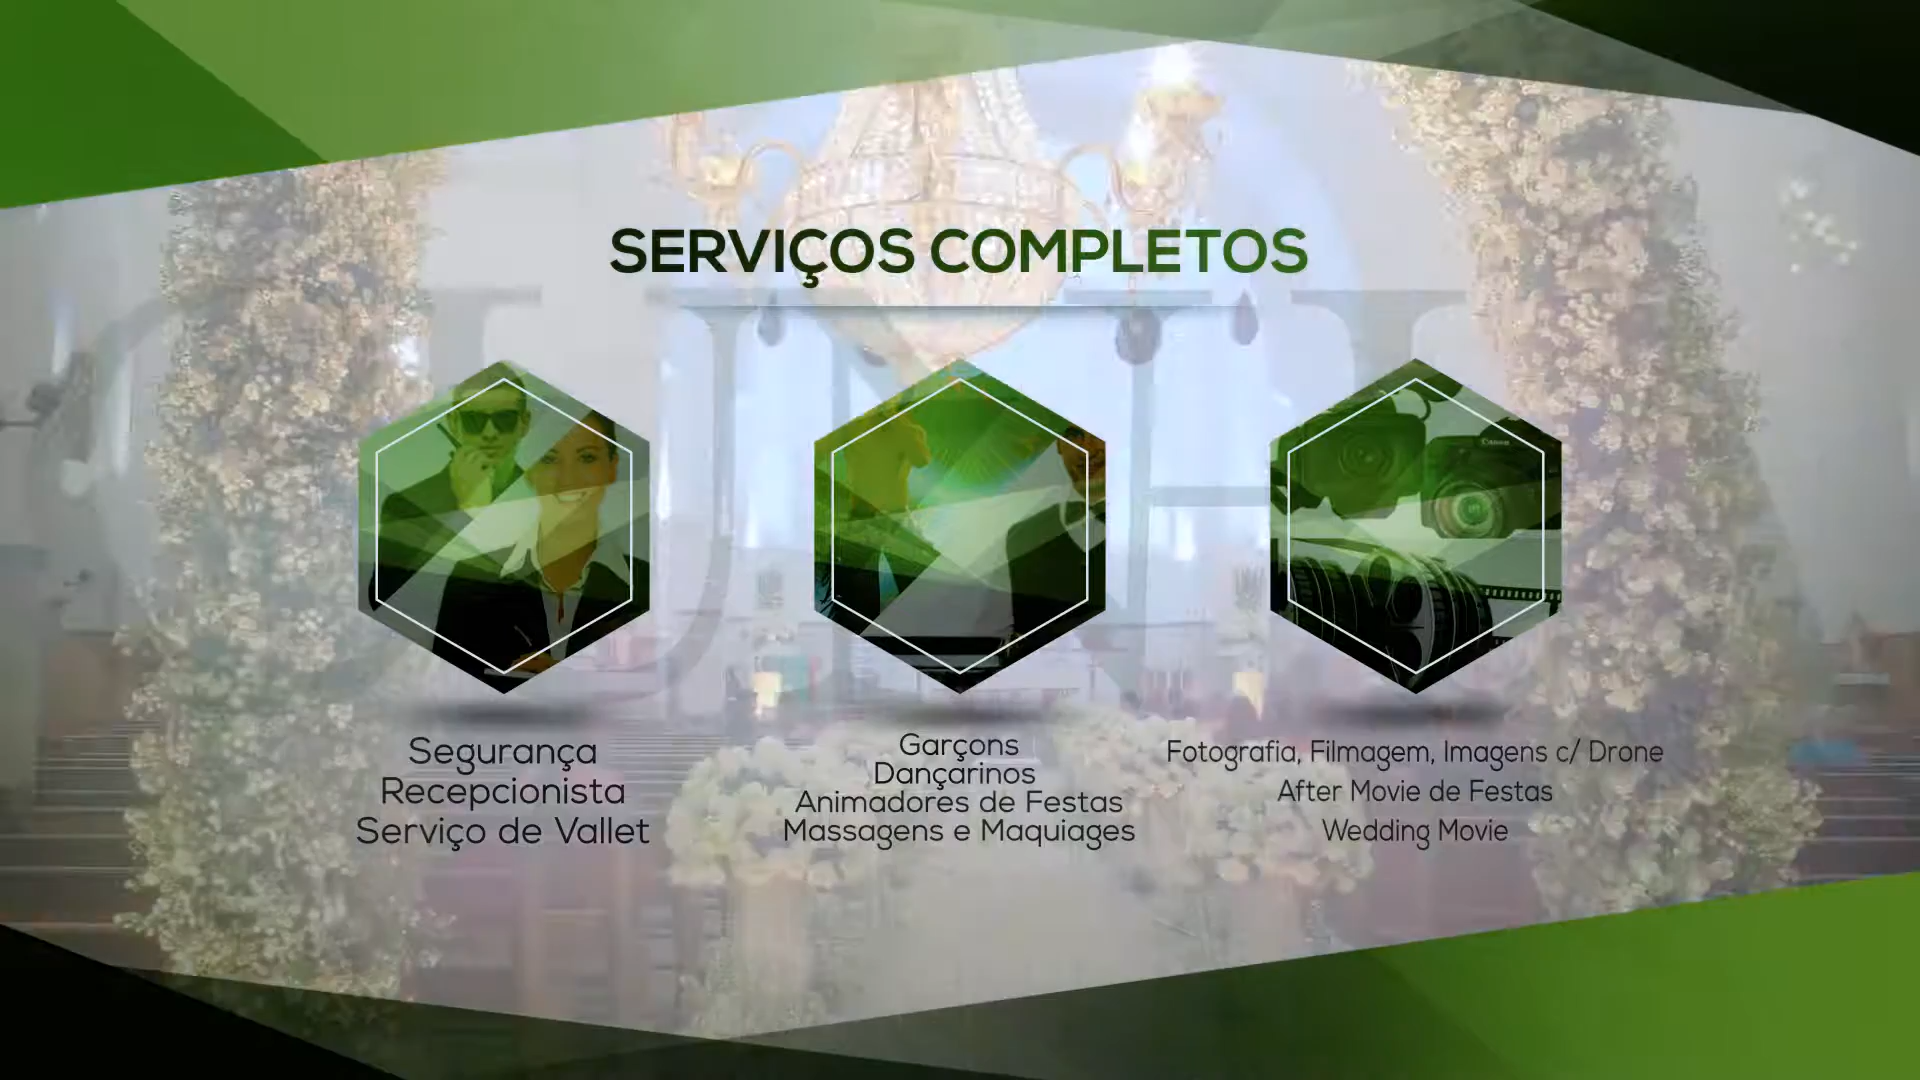 SERVIÇOS COMPLETOS
Canon
Segurança
Recepcionista
Serviço de Vallet
Garçons
Dançarinos
Animadores de Festas
Massagens e Maquiages
Fotografia, Filmagem, Imagens c/ Drone
After Movie de Festas
Wedding Movie